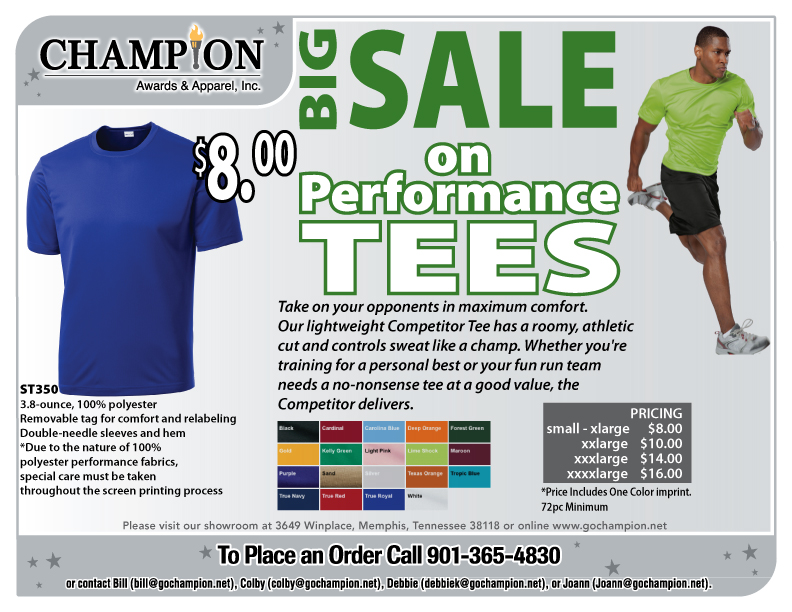 CHAMPION
Awards & Apparel, Inc.
BIG SALE
on
Performance
TEES
$8.00
Take on your opponents in maximum comfort.
Our lightweight Competitor Tee has a roomy, athletic
cut and controls sweat like a champ. Whether you're
training for a personal best or your fun run team
needs a no-nonsense tee at a good value, the
Competitor delivers.
ST350
3.8-ounce, 100% polyester
Removable tag for comfort and relabeling
Double-needle sleeves and hem
*Due to the nature of 100%
polyester performance fabrics,
special care must be taken
throughout the screen printing process
Black Cardinal Carolina Blue Deep Orange Forest Green
Gold Kelly Green Light Pink Lime Shock Maroon
Purple Sand Silver Texas Orange Tropic Blue
True Navy True Red True Royal White
PRICING
small - xlarge $8.00
xxlarge $10.00
xxxlarge $14.00
xxxxlarge $16.00
*Price Includes One Color imprint.
72pc Minimum
Please visit our showroom at 3649 Winplace, Memphis, Tennessee 38118 or online www.gochampion.net
To Place an Order Call 901-365-4830
or contact Bill (bill@gochampion.net), Colby (colby@gochampion.net), Debbie (debbiek@gochampion.net), or Joann (Joann@gochampion.net).